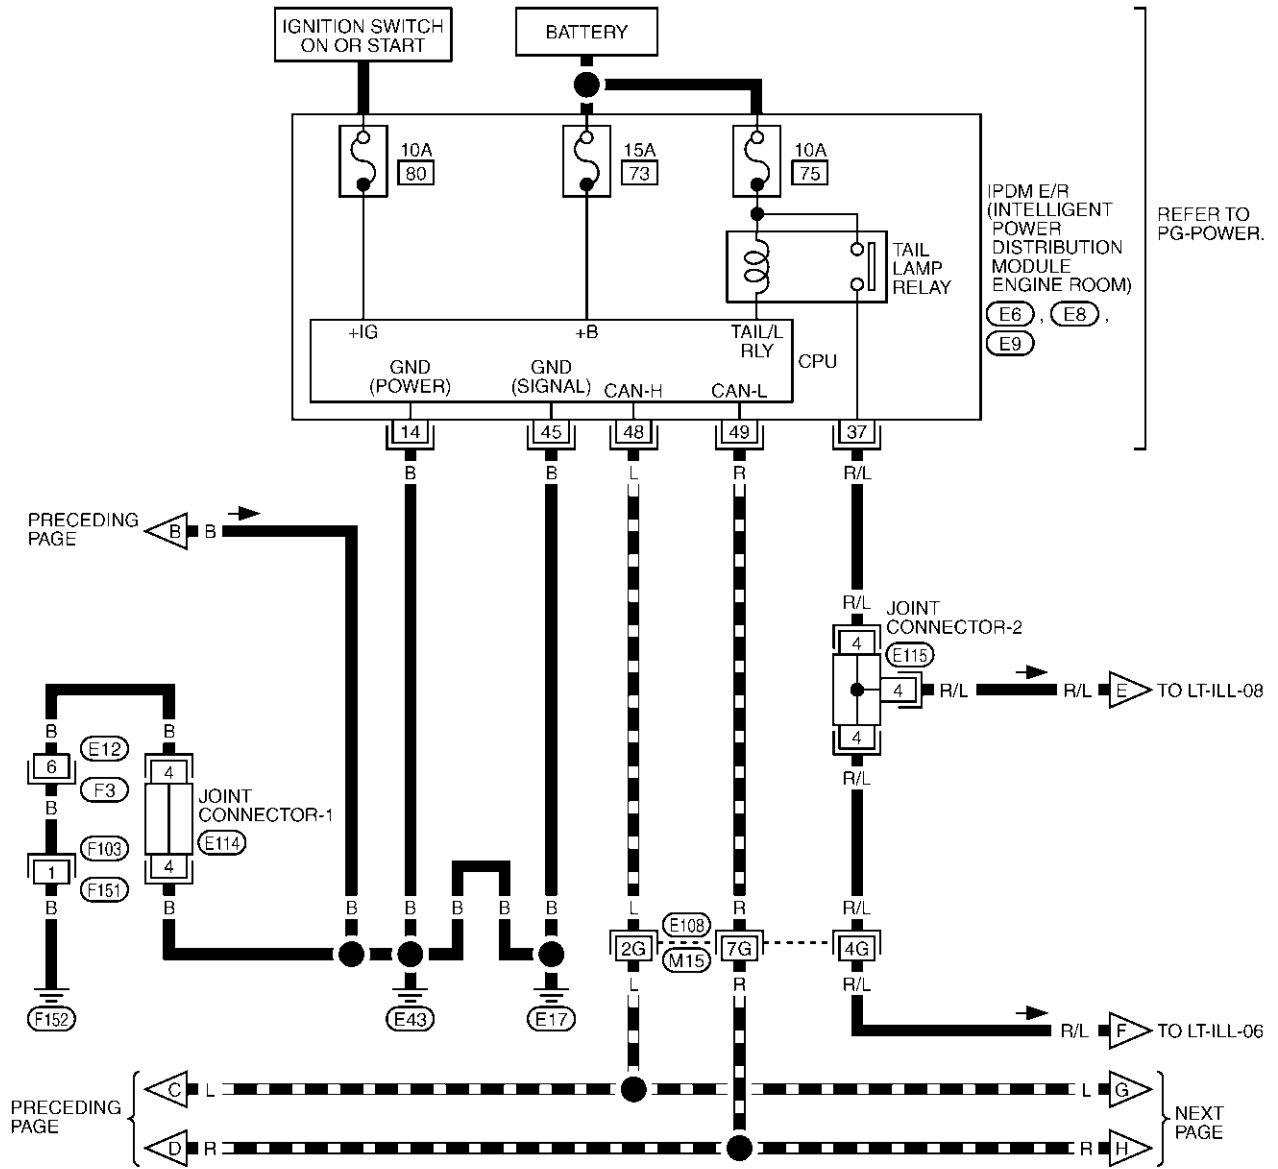 IGNITION SWITCH
ON OR START
BATTERY
10A
80
15A
73
10A
75
IPDM E/R
(INTELLIGENT
POWER
DISTRIBUTION
MODULE
ENGINE ROOM)
E6 , E8 ,
E9
REFER TO
PG-POWER.
TAIL
LAMP
RELAY
+IG
+B
TAIL/L
RLY
CPU
GND
(POWER)
GND
(SIGNAL)
CAN-H
CAN-L
14
45
48
49
37
B
B
L
R
R/L
PRECEDING
PAGE
B
B
R/L
JOINT
CONNECTOR-2
E115
4
4
R/L
R/L
E
TO LT-ILL-08
4
R/L
B
B
6
E12
F3
4
JOINT
CONNECTOR-1
E114
B
F103
1
F151
4
B
B
B
B
B
B
B
L
R
R/L
E108
2G
7G
4G
M15
L
R
R/L
F152
E43
E17
R/L
F
TO LT-ILL-06
PRECEDING
PAGE
C
L
L
G
D
R
R
H
NEXT
PAGE